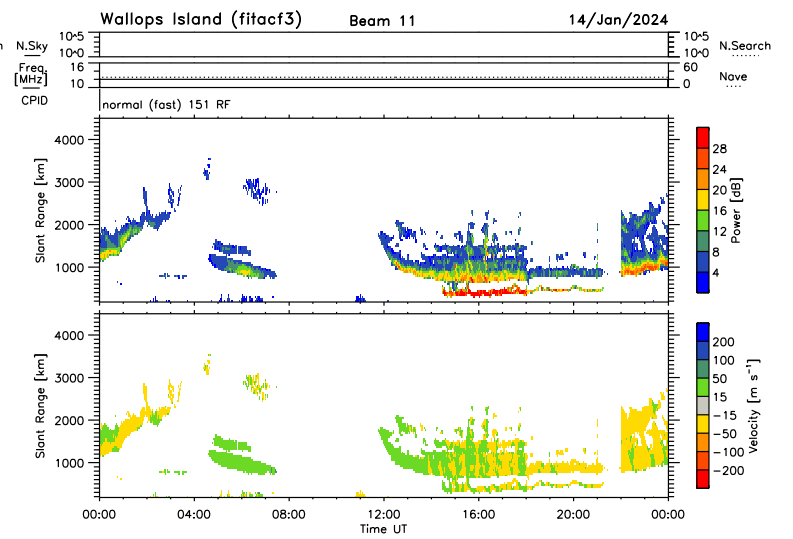 Wallops Island (fitacf3) Beam 11 14/Jan/2024
n N.Sky 10^5 10^0 10^5 10^0 N.Search
Freq. [MHz] 16 10 60 0 Nave
CPID normal (fast) 151 RF
Slant Range [km]
4000
3000
2000
1000
28
24
20
16
12
8
4
Power [dB]
Slant Range [km]
4000
3000
2000
1000
200
100
50
15
-15
-50
-100
-200
Velocity [m s⁻¹]
00:00 04:00 08:00 12:00 16:00 20:00 00:00
Time UT